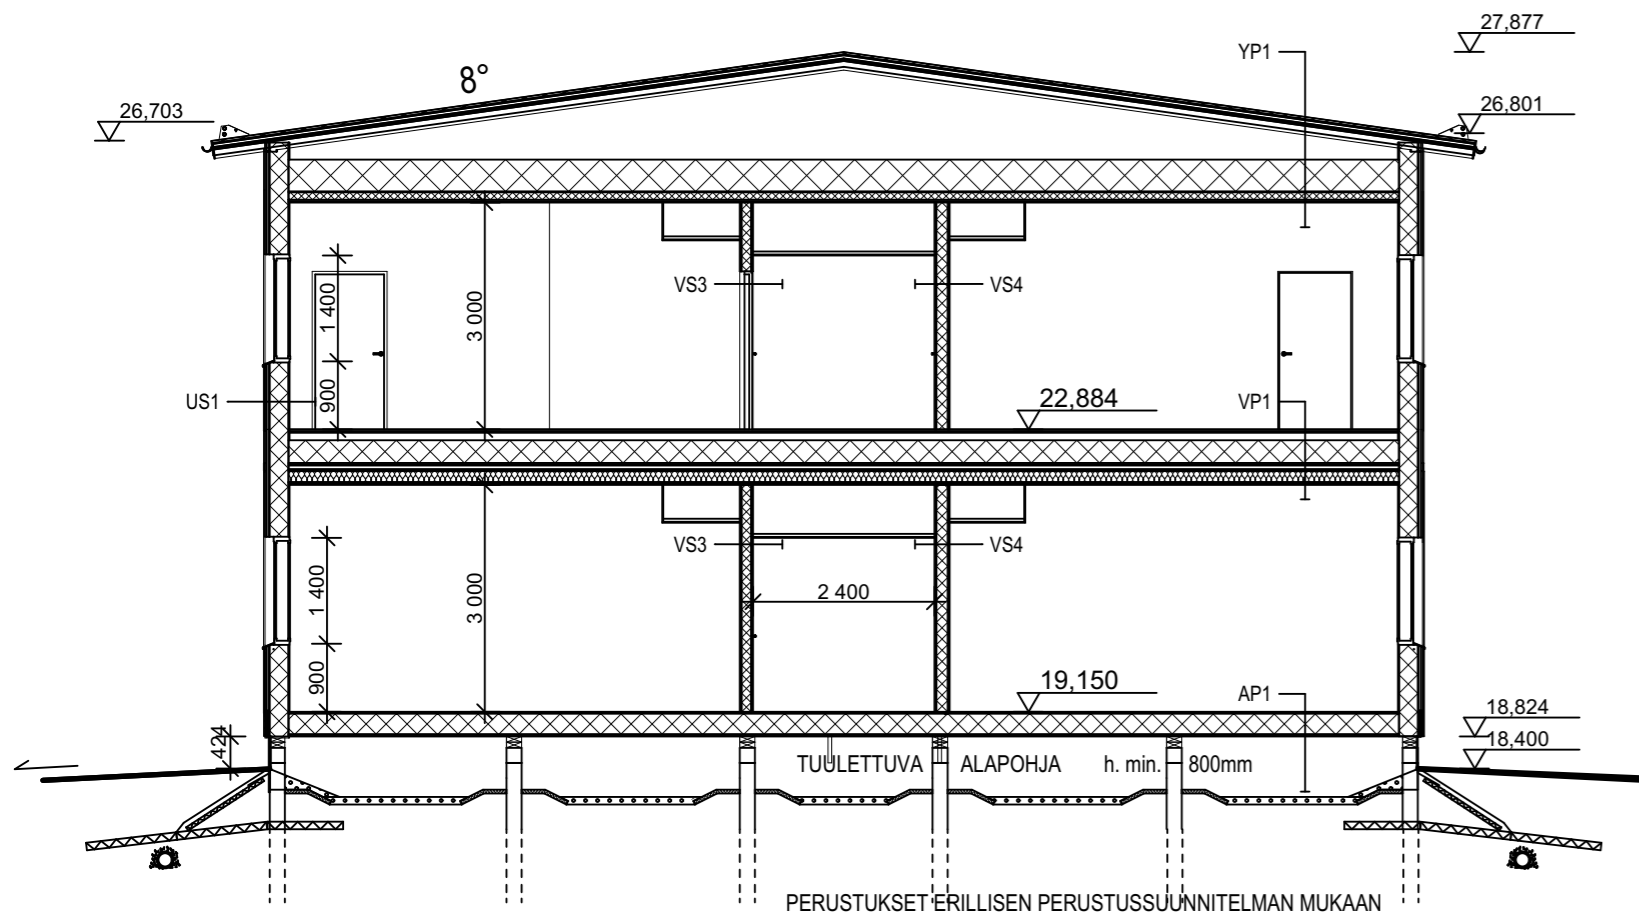 27,877
YP1
8°
26,703
26,801
VS3
VS4
1 400
3 000
900
US1
22,884
VP1
VS3
VS4
1 400
3 000
2 400
900
19,150
AP1
18,824
424
18,400
TUULETTUVA ALAPOHJA h. min. 800mm
PERUSTUKSET ERILLISEN PERUSTUSSUUNNITELMAN MUKAAN